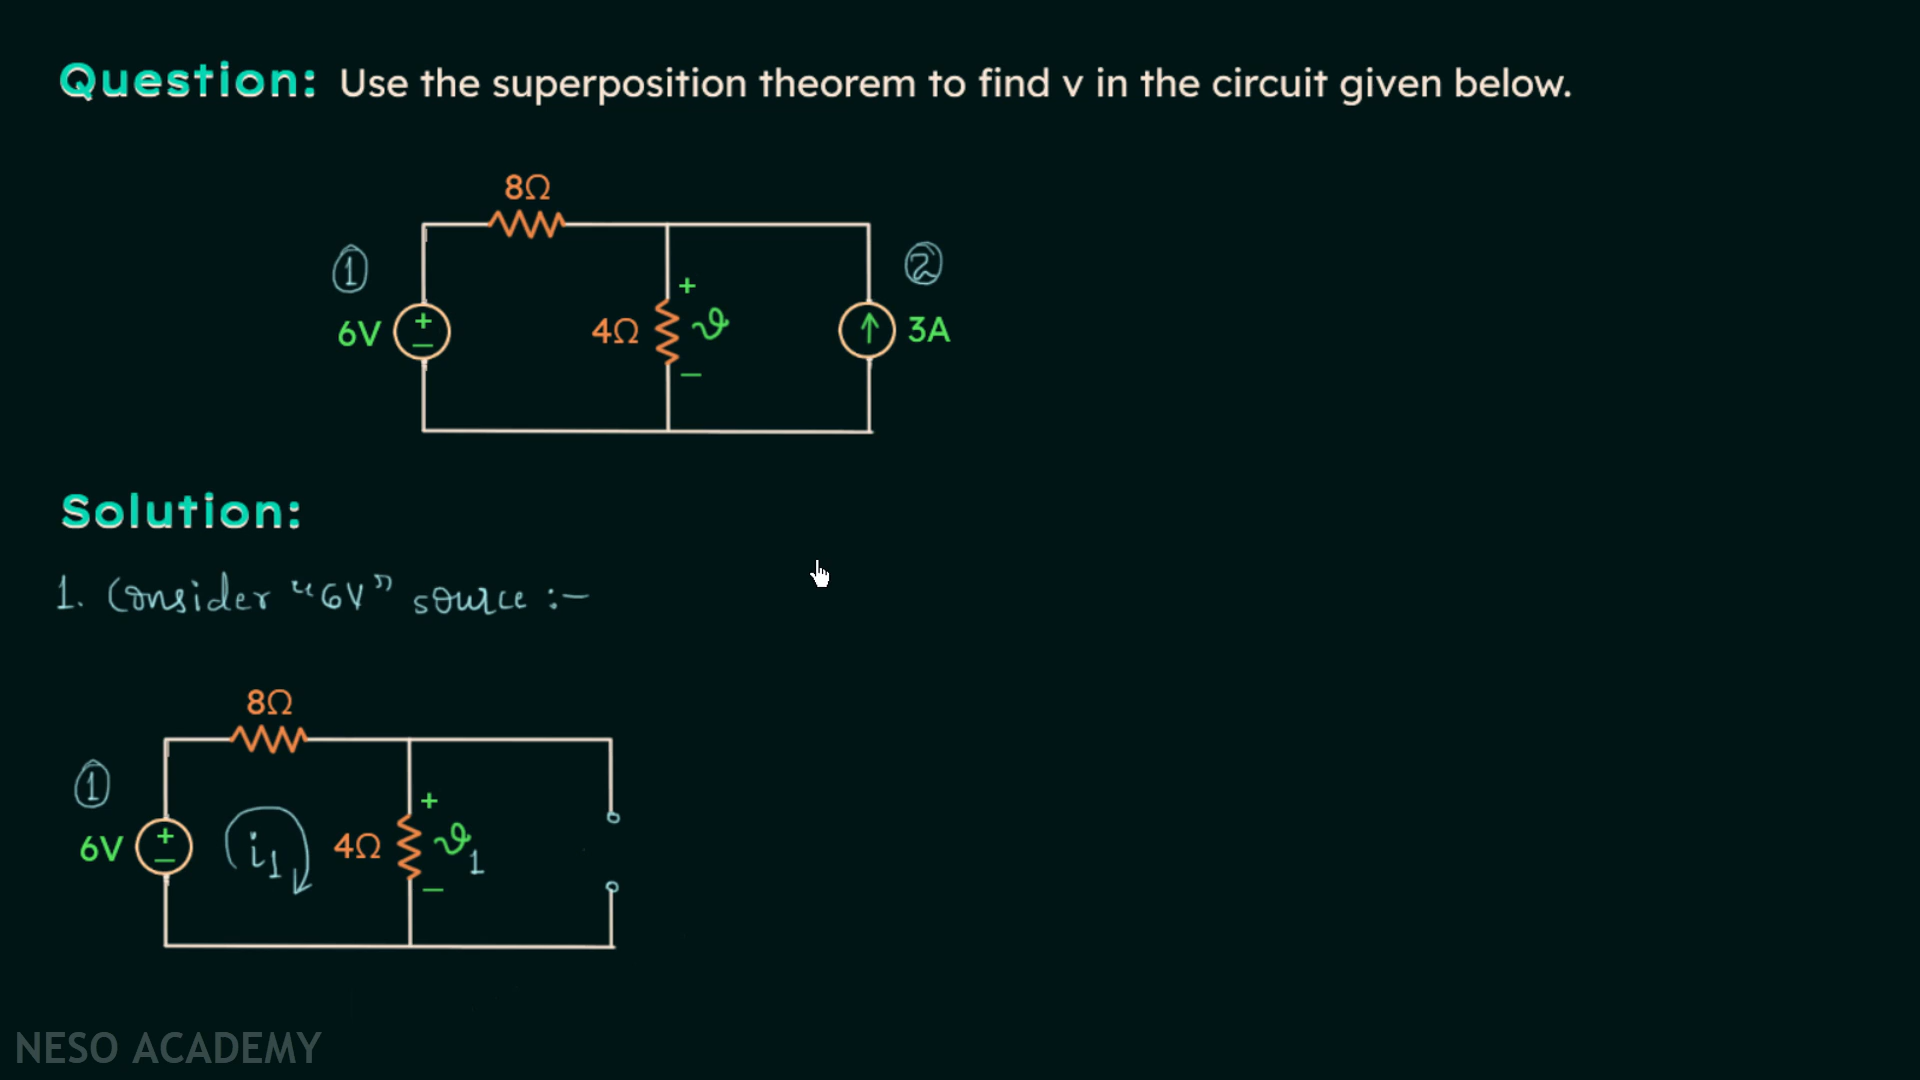 Question: Use the superposition theorem to find v in the circuit given below.
8Ω
1
2
+
6V + − 4Ω v 3A
−
Solution:
1. Consider "6V" source :-
8Ω
1
+
6V + − i1 4Ω v1
−
NESO ACADEMY